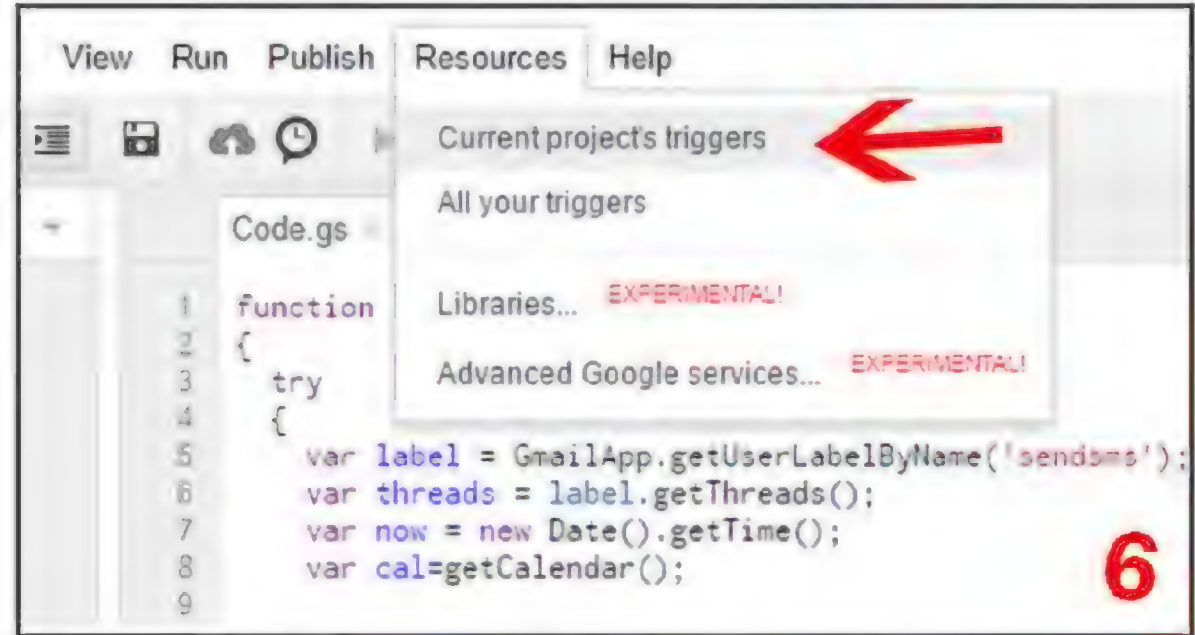 View Run Publish Resources Help
Current project's triggers
All your triggers
Code.gs
Libraries... EXPERIMENTAL!
Advanced Google services... EXPERIMENTAL!
1 function
2 {
3 try
4 {
5 var label = GmailApp.getUserLabelByName('sendsms');
6 var threads = label.getThreads();
7 var now = new Date().getTime();
8 var cal=getCalendar();
9
6